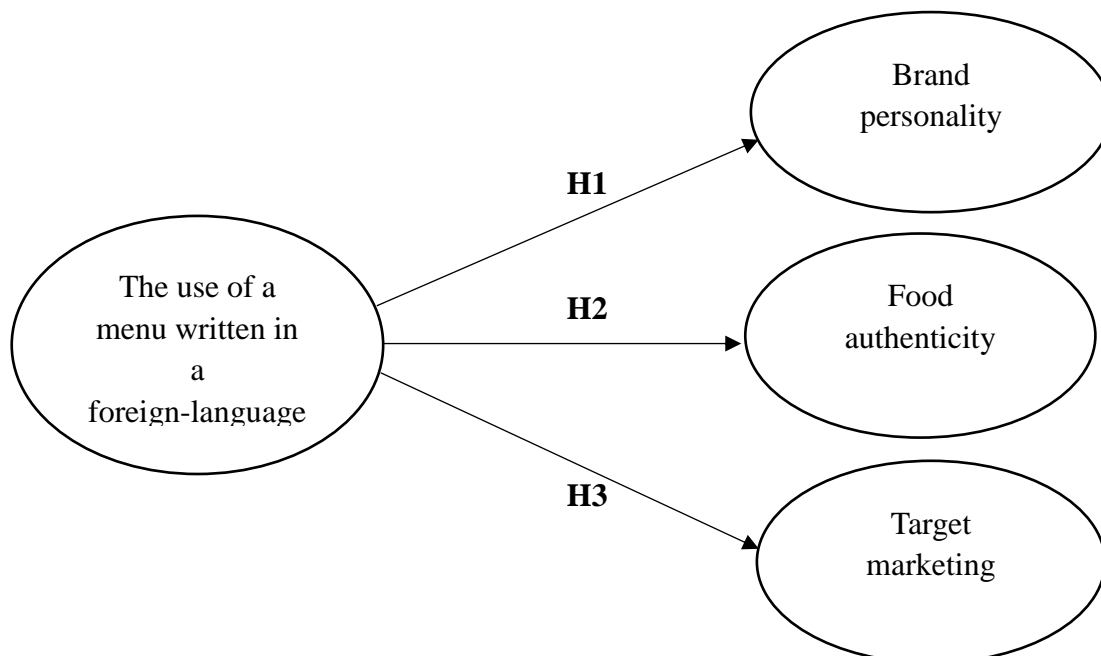 Brand
personality
H1
The use of a
menu written in
a
foreign-language
H2
Food
authenticity
H3
Target
marketing